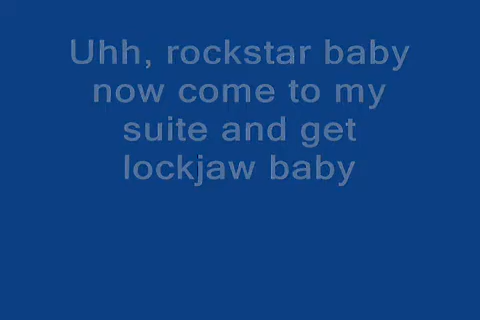 Uhh, rockstar baby
now come to my
suite and get
lockjaw baby